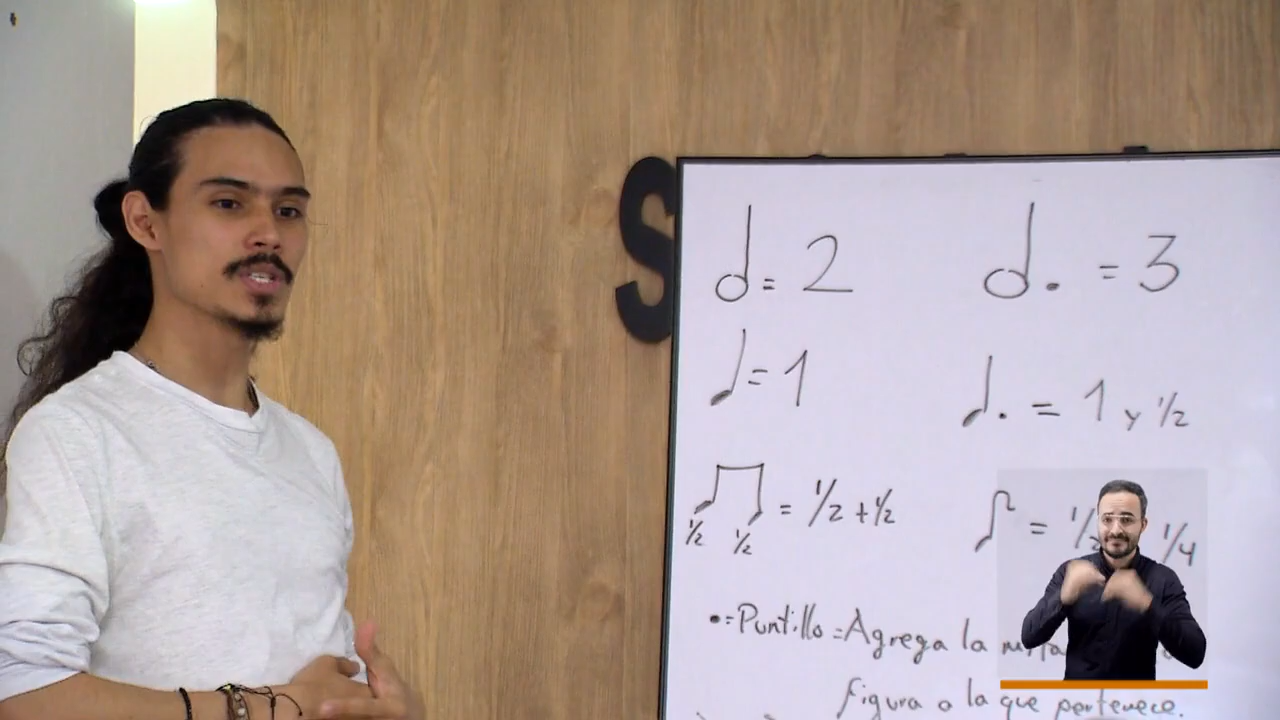 S
𝅗𝅥 = 2
𝅗𝅥. = 3
♩ = 1
♩. = 1 y 1/2
♫ = 1/2 + 1/2
1/2 1/2
♪ = 1/4
•=Puntillo=Agrega la
figura a la que pertenece.